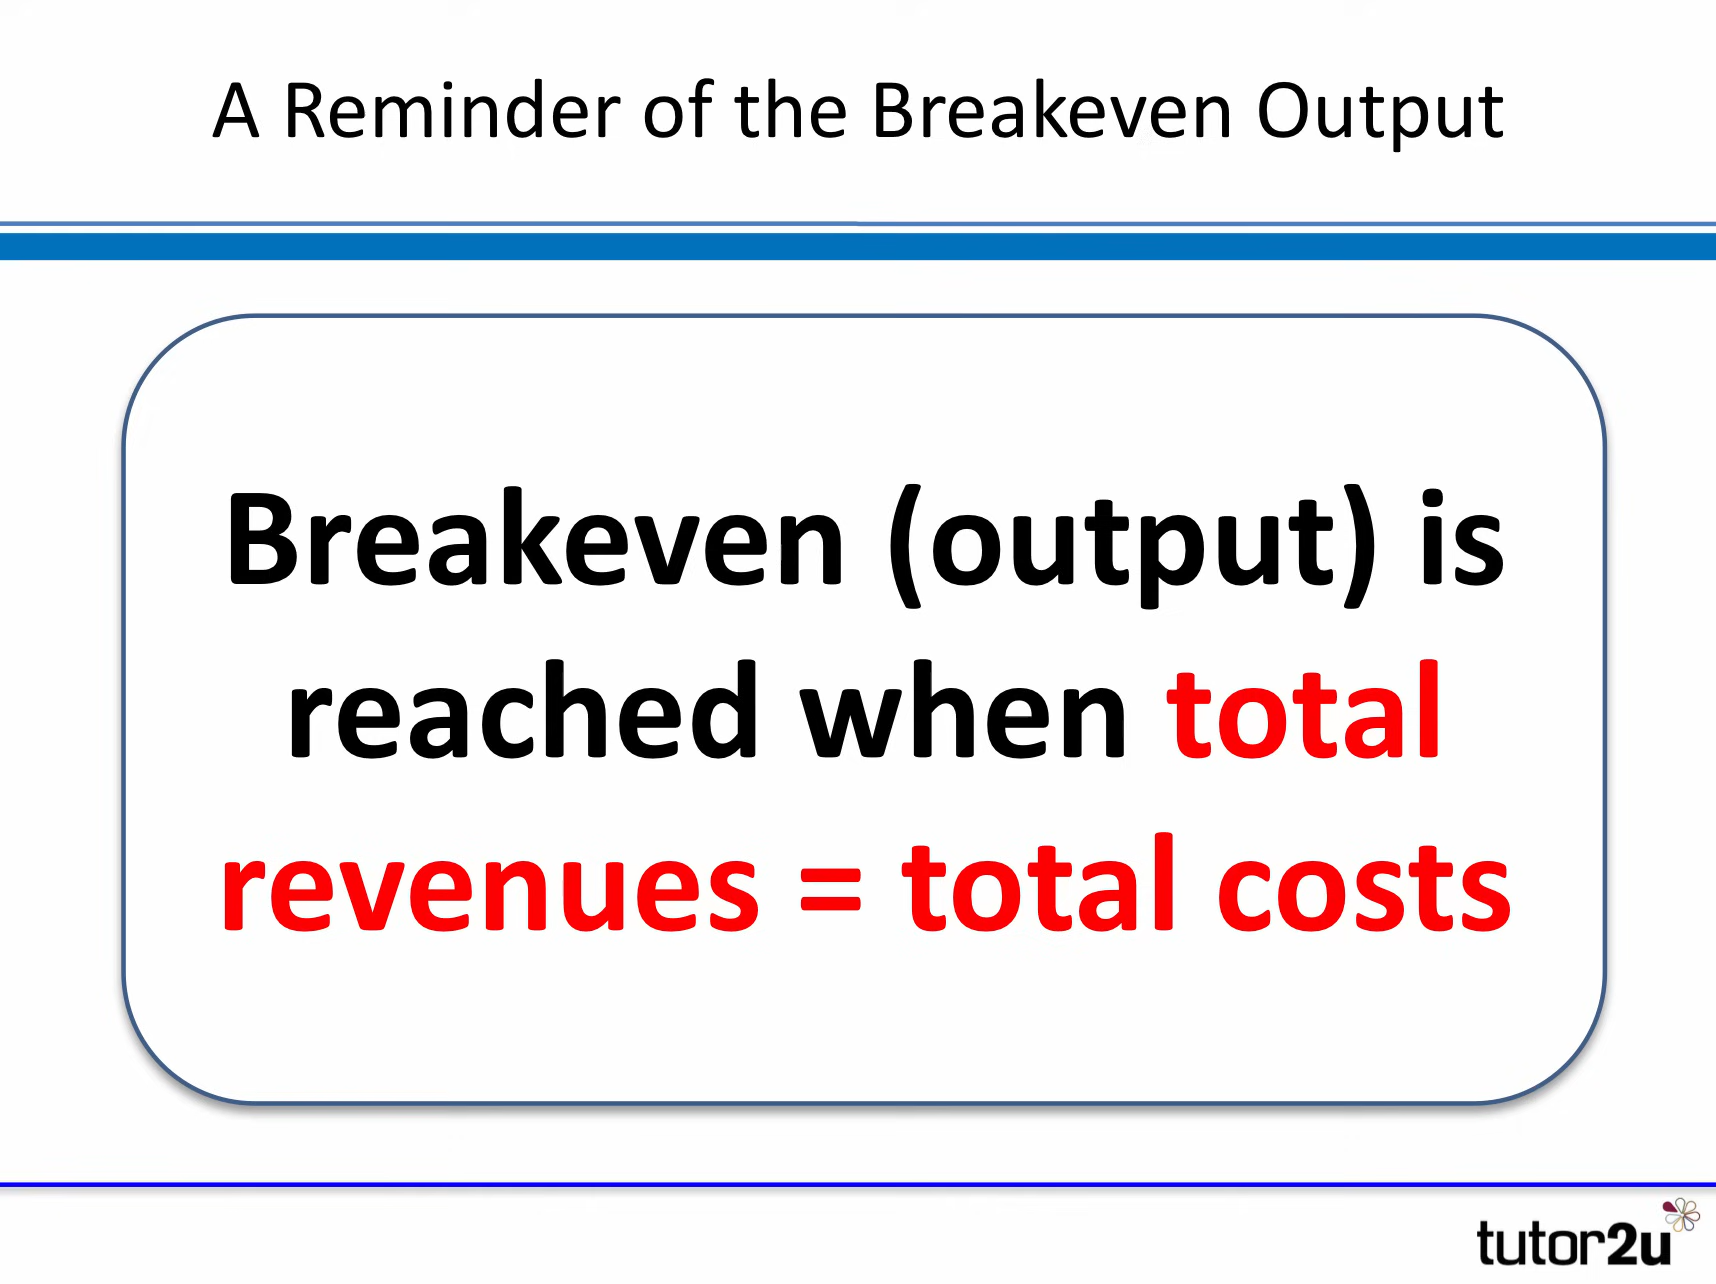 A Reminder of the Breakeven Output
Breakeven (output) is
reached when total
revenues = total costs
tutor2u